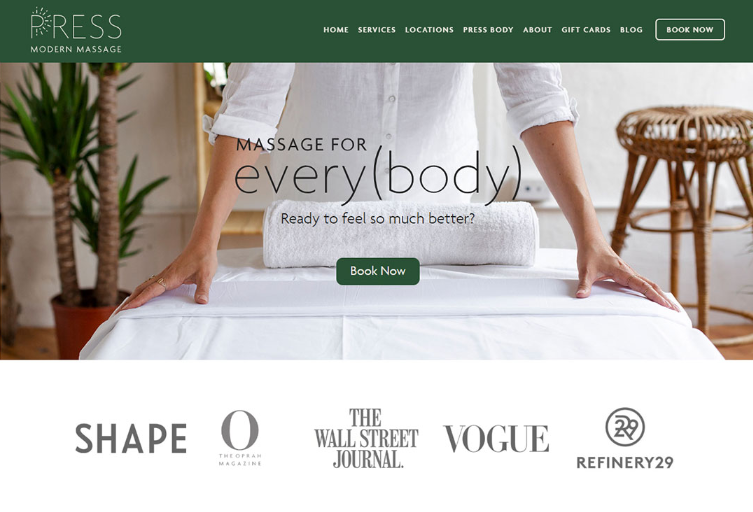 PRESS
MODERN MASSAGE
HOME SERVICES LOCATIONS PRESS BODY ABOUT GIFT CARDS BLOG BOOK NOW
MASSAGE FOR
every(body)
Ready to feel so much better?
Book Now
SHAPE
O
THE OPRAH
MAGAZINE
THE
WALL STREET
JOURNAL.
VOGUE
R29
REFINERY29